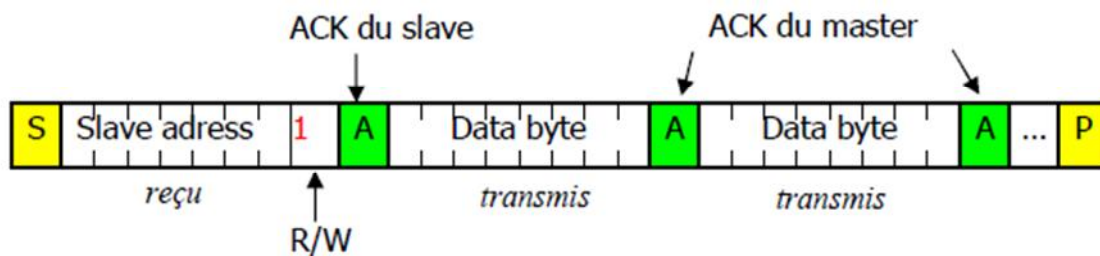 ACK du slave
ACK du master
S Slave adress 1 A Data byte A Data byte A ... P
reçu transmis transmis
R/W